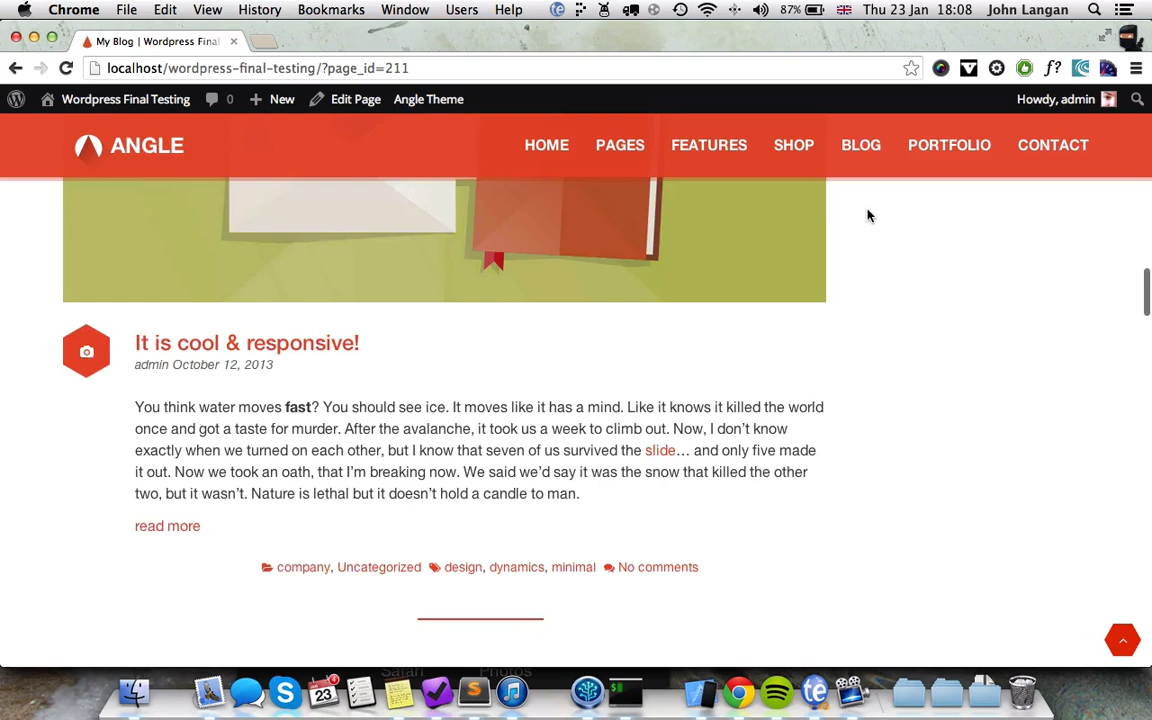 Chrome File Edit View History Bookmarks Window Users Help 87% Thu 23 Jan 18:08 John Langan
My Blog | Wordpress Final
localhost/wordpress-final-testing/?page_id=211
Wordpress Final Testing 0 New Edit Page Angle Theme Howdy, admin
ANGLE HOME PAGES FEATURES SHOP BLOG PORTFOLIO CONTACT
It is cool & responsive!
admin October 12, 2013
You think water moves fast? You should see ice. It moves like it has a mind. Like it knows it killed the world
once and got a taste for murder. After the avalanche, it took us a week to climb out. Now, I don’t know
exactly when we turned on each other, but I know that seven of us survived the slide… and only five made
it out. Now we took an oath, that I’m breaking now. We said we’d say it was the snow that killed the other
two, but it wasn’t. Nature is lethal but it doesn’t hold a candle to man.
read more
company, Uncategorized design, dynamics, minimal No comments
Safari Photos
23